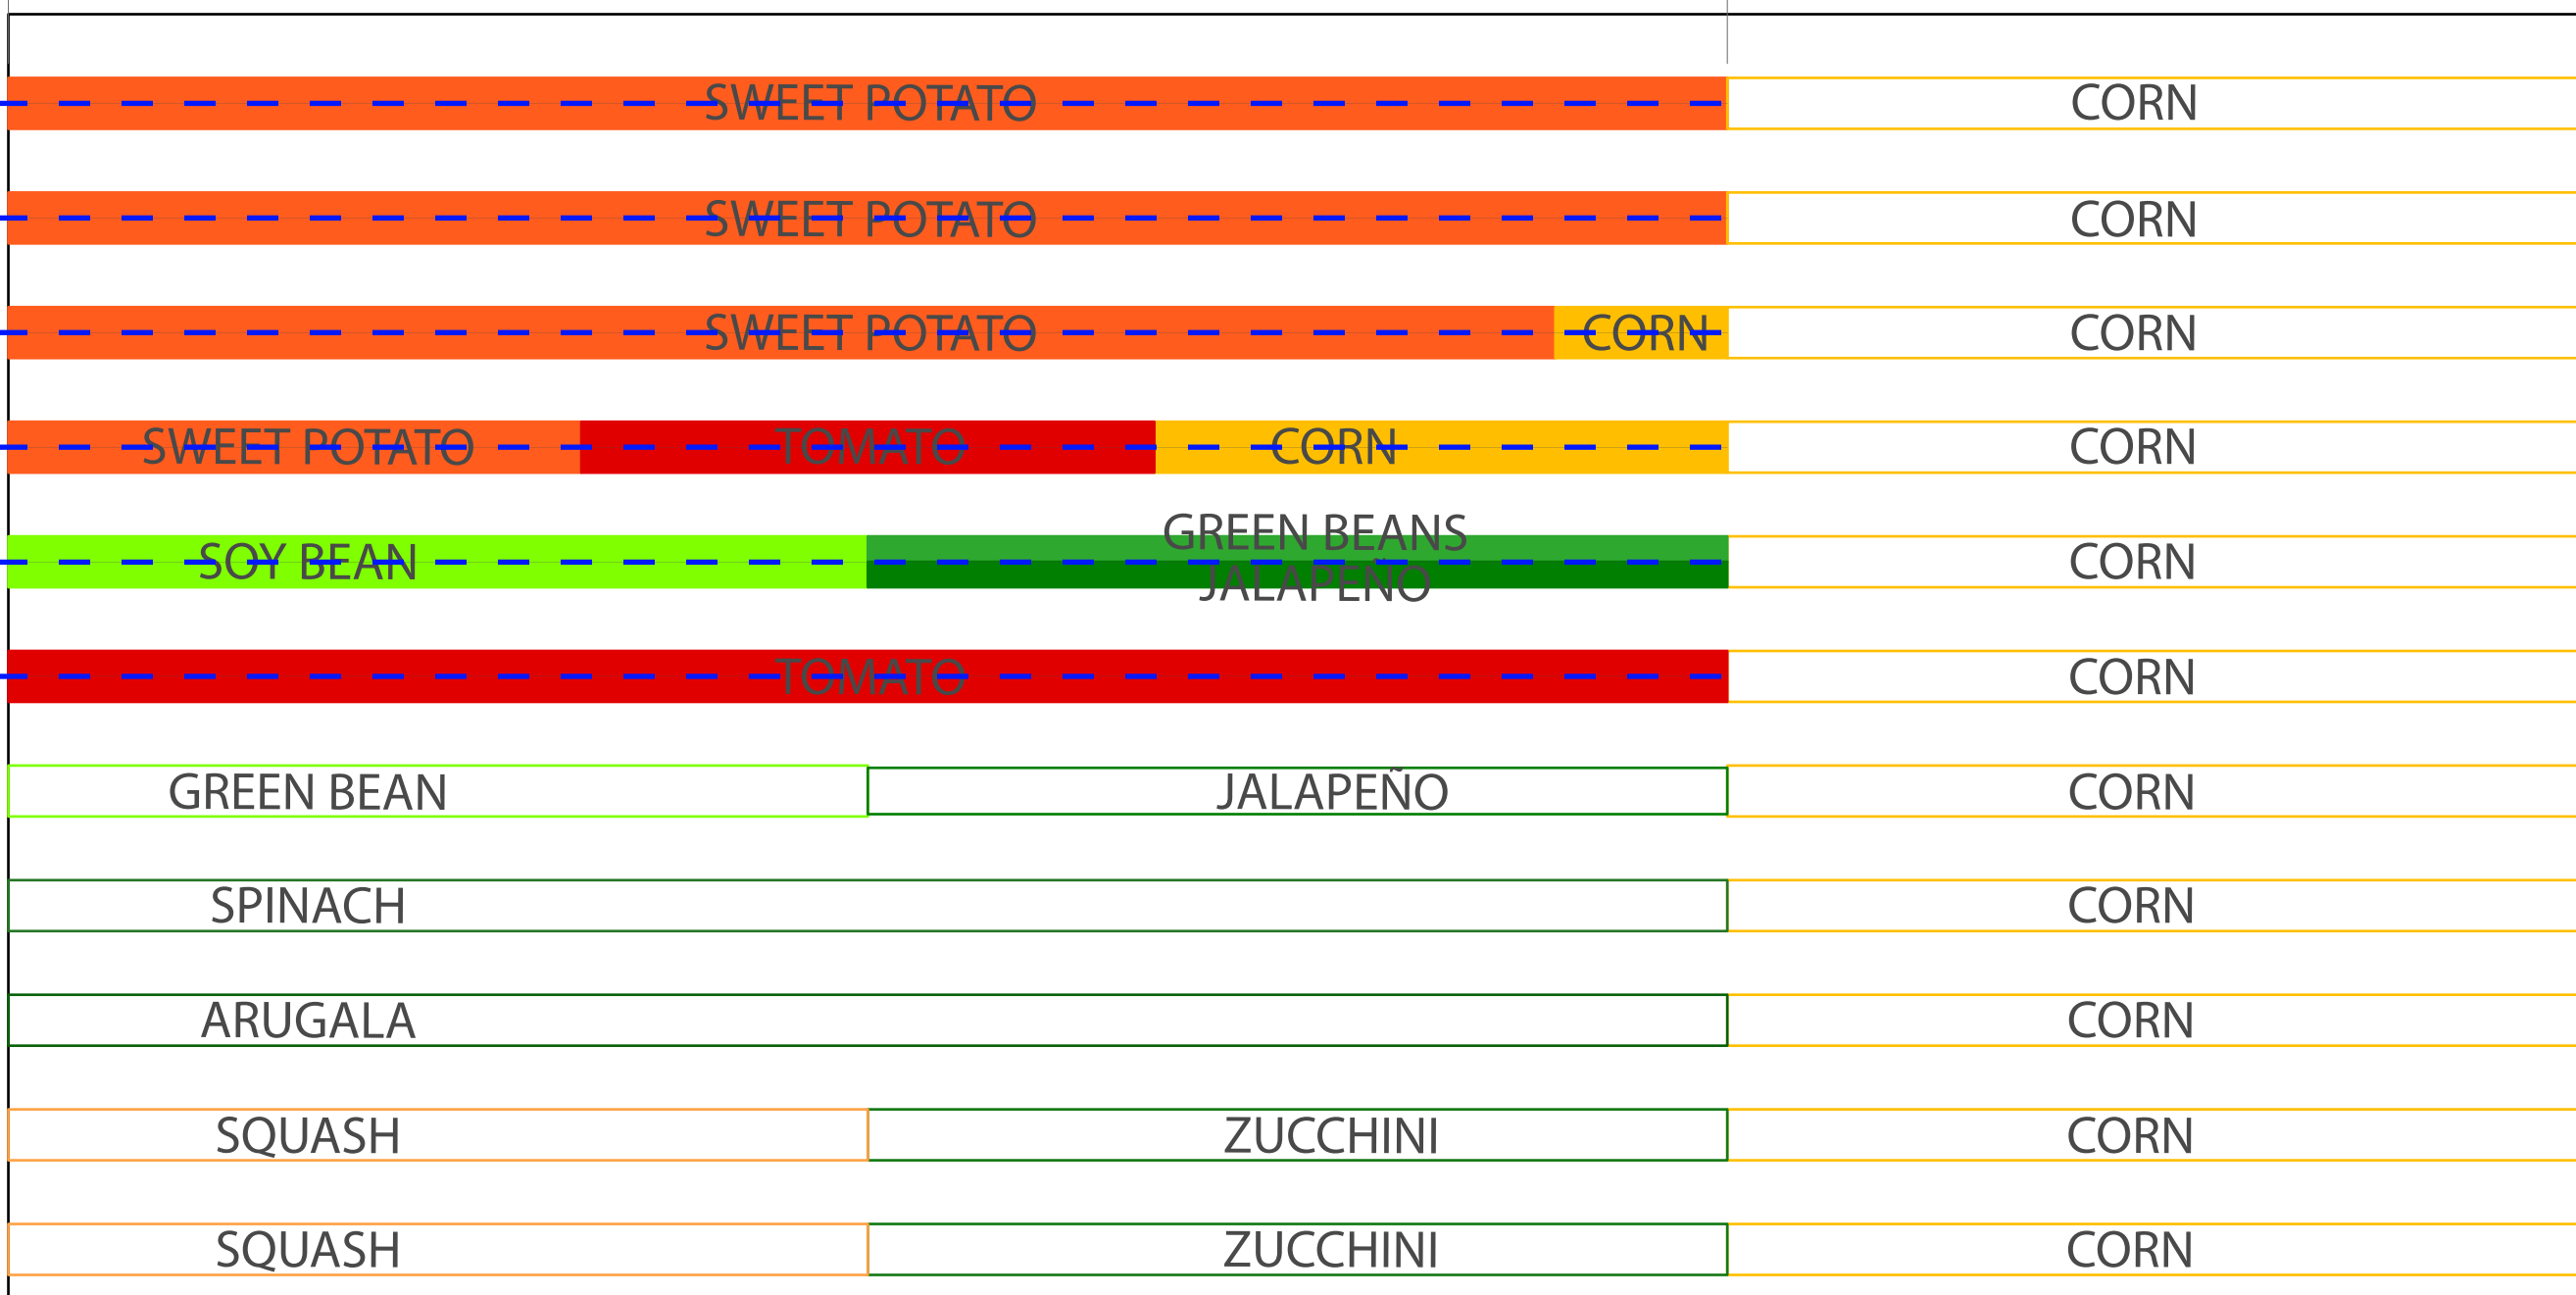 SWEET POTATO CORN
SWEET POTATO CORN
SWEET POTATO CORN CORN
SWEET POTATO TOMATO CORN CORN
GREEN BEANS
SOY BEAN CORN
JALAPEÑO
TOMATO CORN
GREEN BEAN JALAPEÑO CORN
SPINACH CORN
ARUGALA CORN
SQUASH ZUCCHINI CORN
SQUASH ZUCCHINI CORN